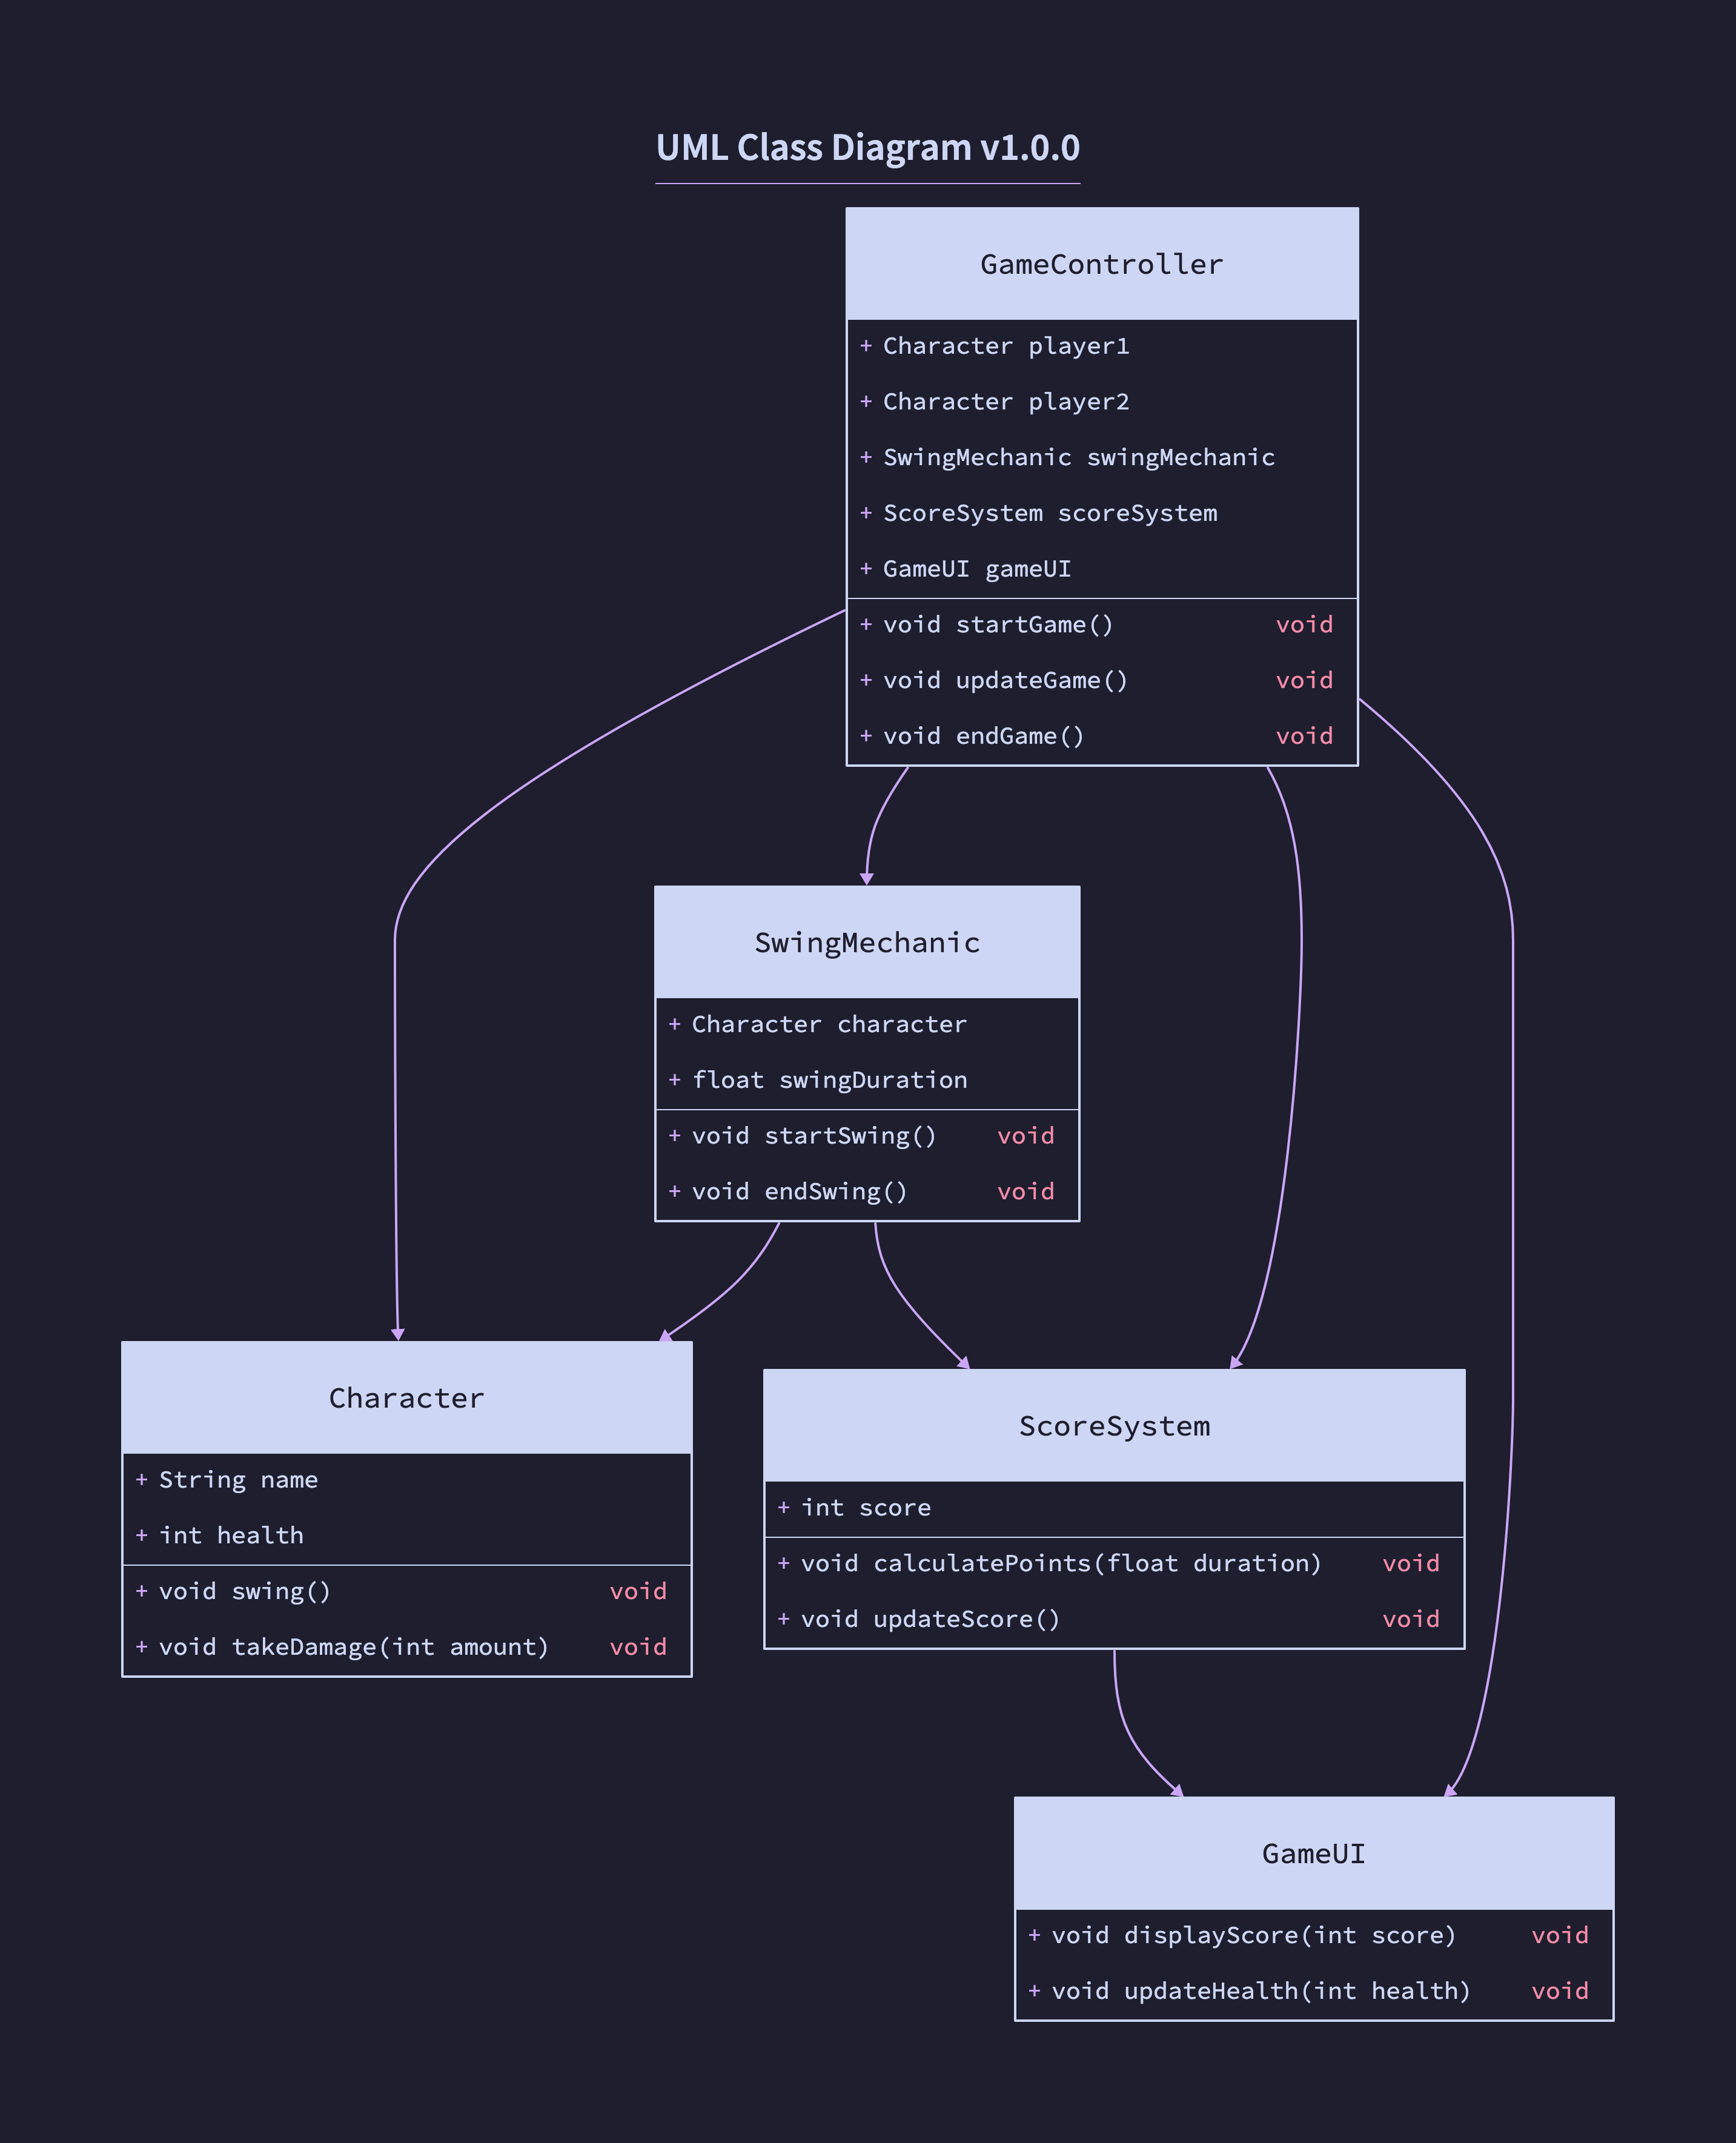 UML Class Diagram v1.0.0
GameController
+ Character player1
+ Character player2
+ SwingMechanic swingMechanic
+ ScoreSystem scoreSystem
+ GameUI gameUI
+ void startGame() void
+ void updateGame() void
+ void endGame() void
SwingMechanic
+ Character character
+ float swingDuration
+ void startSwing() void
+ void endSwing() void
Character
+ String name
+ int health
+ void swing() void
+ void takeDamage(int amount) void
ScoreSystem
+ int score
+ void calculatePoints(float duration) void
+ void updateScore() void
GameUI
+ void displayScore(int score) void
+ void updateHealth(int health) void